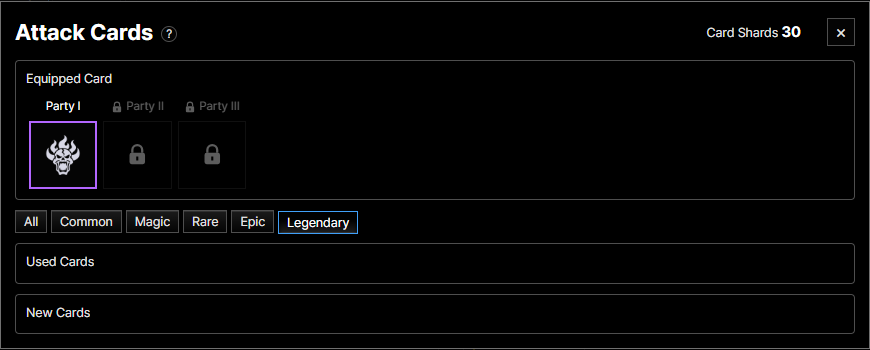 Attack Cards ? Card Shards 30 ×
Equipped Card
Party I Party II Party III
All Common Magic Rare Epic Legendary
Used Cards
New Cards